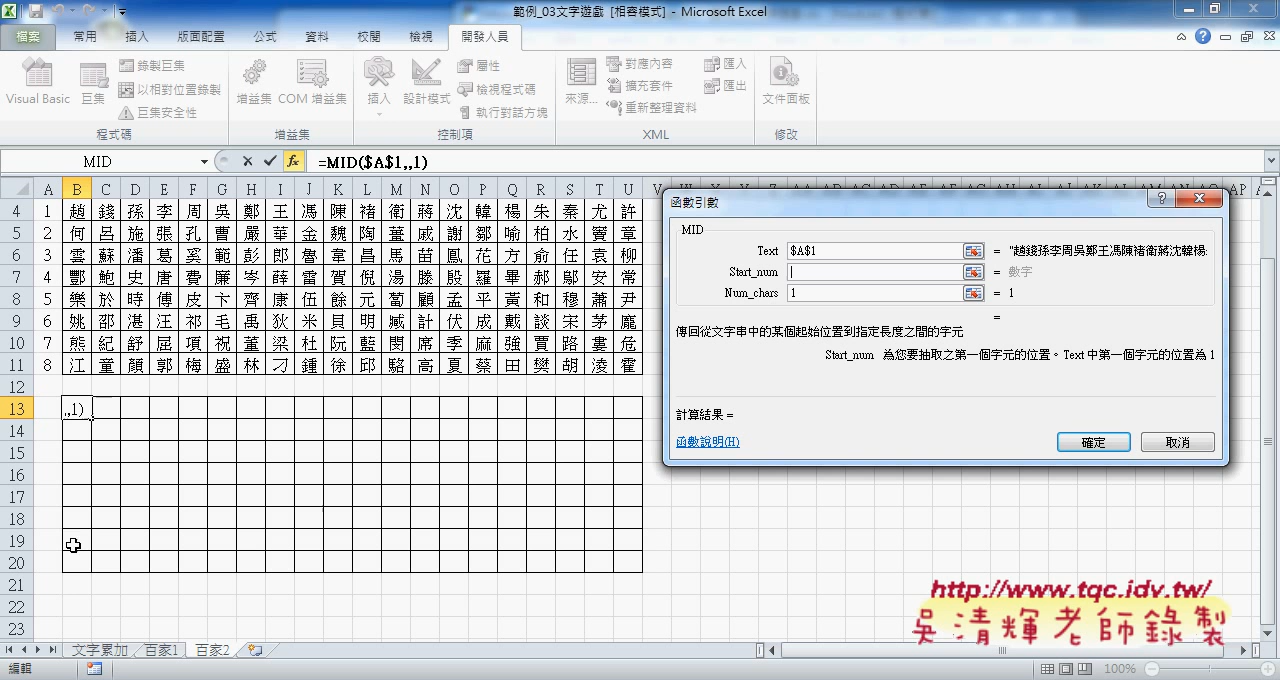 範例_03文字遊戲 [相容模式] - Microsoft Excel
檔案 常用 插入 版面配置 公式 資料 校閱 檢視 開發人員
Visual Basic 巨集 錄製巨集 以相對位置錄製 巨集安全性 程式碼
增益集 COM 增益集 增益集
插入 設計模式 屬性 檢視程式碼 執行對話方塊 控制項
來源... 對應內容 擴充套件 重新整理資料 匯入 匯出 XML
文件面板 修改
MID =MID($A$1,,1)
A B C D E F G H I J K L M N O P Q R S T U
4 1 趙 錢 孫 李 周 吳 鄭 王 馮 陳 褚 衛 蔣 沈 韓 楊 朱 秦 尤 許
5 2 何 呂 施 張 孔 曹 嚴 華 金 魏 陶 薑 戚 謝 鄒 喻 柏 水 竇 章
6 3 雲 蘇 潘 葛 奚 範 彭 郎 魯 韋 昌 馬 苗 鳳 花 方 俞 任 袁 柳
7 4 酆 鮑 史 唐 費 廉 岑 薛 雷 賀 倪 湯 滕 殷 羅 畢 郝 鄔 安 常
8 5 樂 於 時 傅 皮 卞 齊 康 伍 餘 元 蔔 顧 孟 平 黃 和 穆 蕭 尹
9 6 姚 邵 湛 汪 祁 毛 禹 狄 米 貝 明 臧 計 伏 成 戴 談 宋 茅 龐
10 7 熊 紀 舒 屈 項 祝 董 梁 杜 阮 藍 閔 席 季 麻 強 賈 路 婁 危
11 8 江 童 顏 郭 梅 盛 林 刁 鍾 徐 邱 駱 高 夏 蔡 田 樊 胡 淩 霍
12
13 ,,1)
14
15
16
17
18
19
20
21
22
23
函數引數
MID
Text $A$1 = "趙錢孫李周吳鄭王馮陳褚衛蔣沈韓楊
Start_num = 數字
Num_chars 1 = 1
=
傳回從文字串中的某個起始位置到指定長度之間的字元
Start_num 為您要抽取之第一個字元的位置。Text 中第一個字元的位置為 1
計算結果 =
函數說明(H)
確定 取消
http://www.tqc.idv.tw/
吳清輝老師錄製
文字累加 百家1 百家2
編輯 100%